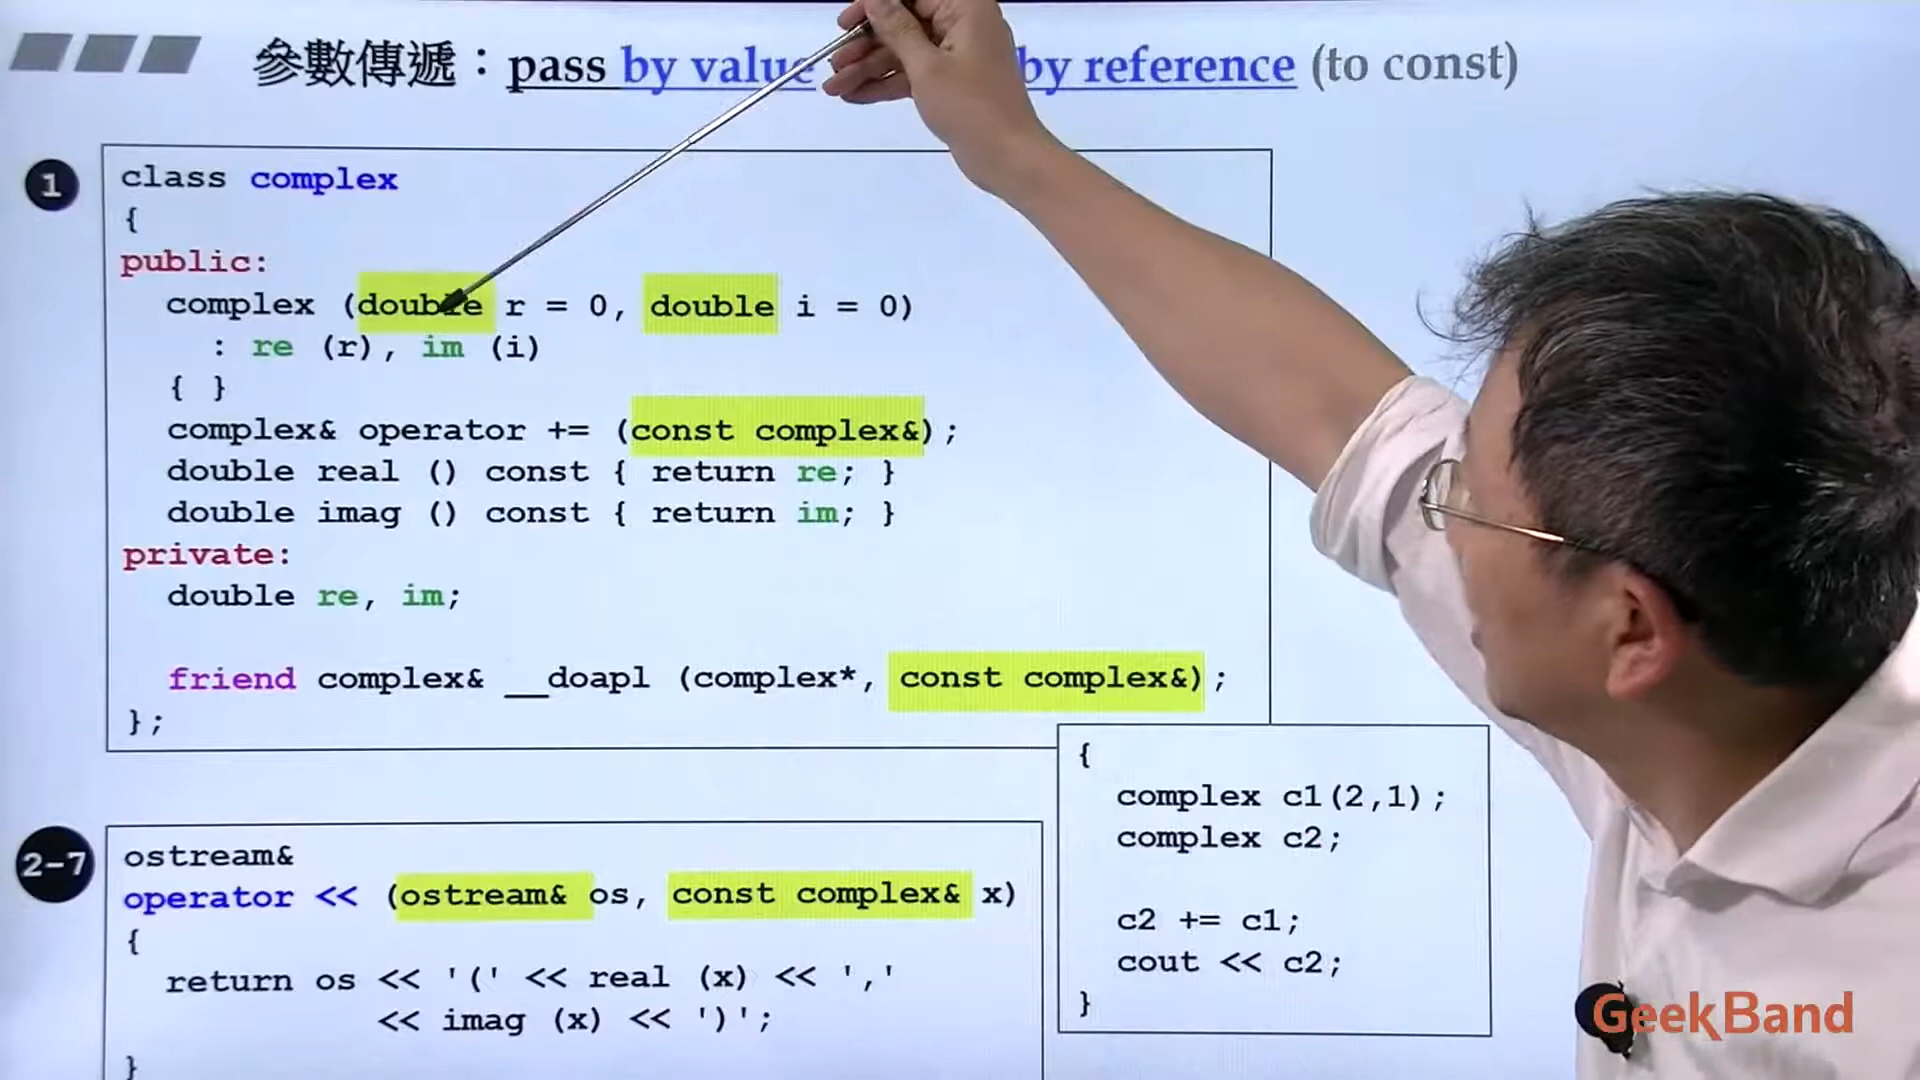 參數傳遞：pass by value by reference (to const)
1
class complex
{
public:
complex (double r = 0, double i = 0)
: re (r), im (i)
{ }
complex& operator += (const complex&);
double real () const { return re; }
double imag () const { return im; }
private:
double re, im;
friend complex& __doapl (complex*, const complex&);
};
{
complex c1(2,1);
complex c2;
c2 += c1;
cout << c2;
}
2-7
ostream&
operator << (ostream& os, const complex& x)
{
return os << '(' << real (x) << ','
<< imag (x) << ')';
}
GeekBand